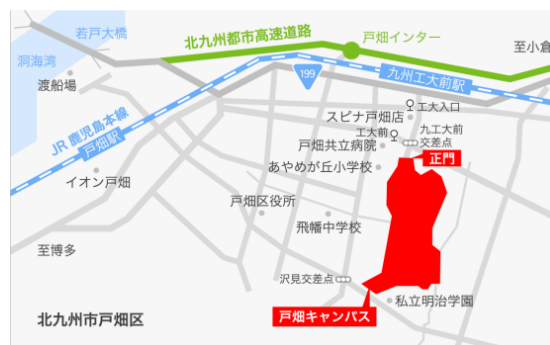 北九州都市高速道路
戸畑インター
若戸大橋
至小倉
洞海湾
渡船場
199
九州工大前駅
JR 鹿児島本線
戸畑駅
スピナ戸畑店
工大入口
工大前
九工大前
交差点
戸畑共立病院
正門
あやめが丘小学校
イオン戸畑
戸畑区役所
飛幡中学校
至博多
沢見交差点
私立明治学園
戸畑キャンパス
北九州市戸畑区